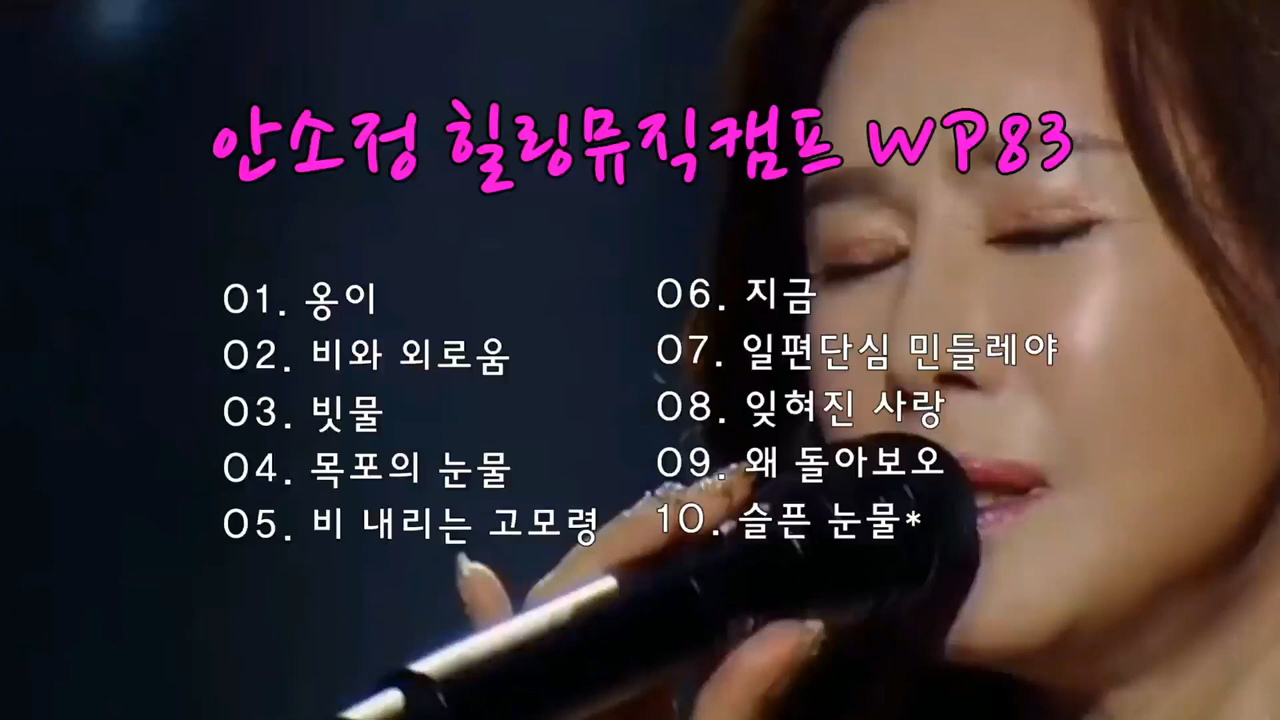 안소정 힐링뮤직캠프 WP83
01. 옹이
02. 비와 외로움
03. 빗물
04. 목포의 눈물
05. 비 내리는 고모령
06. 지금
07. 일편단심 민들레야
08. 잊혀진 사랑
09. 왜 돌아보오
10. 슬픈 눈물*